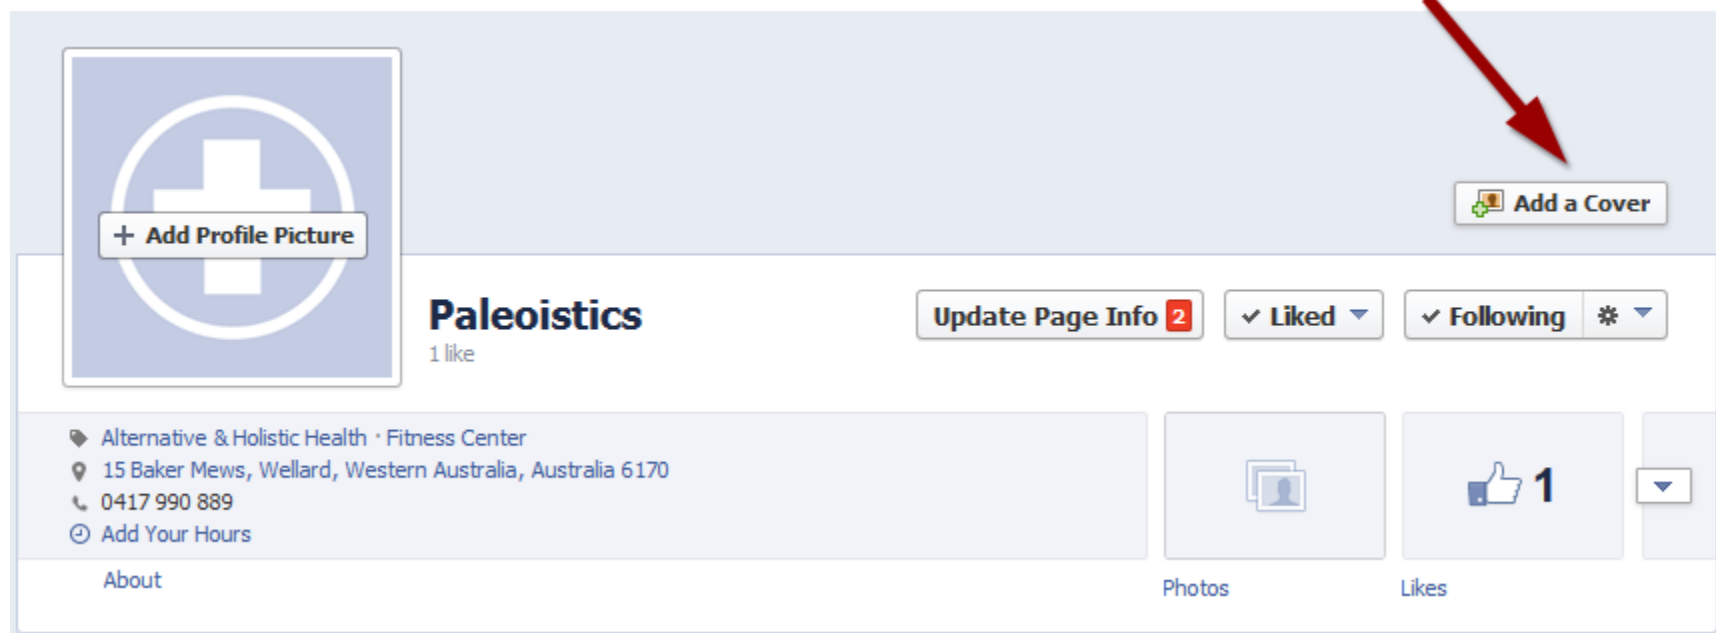 Add a Cover
+ Add Profile Picture
Paleoistics
1 like
Update Page Info 2
Liked
Following
Alternative & Holistic Health · Fitness Center
15 Baker Mews, Wellard, Western Australia, Australia 6170
0417 990 889
Add Your Hours
About
1
Photos
Likes